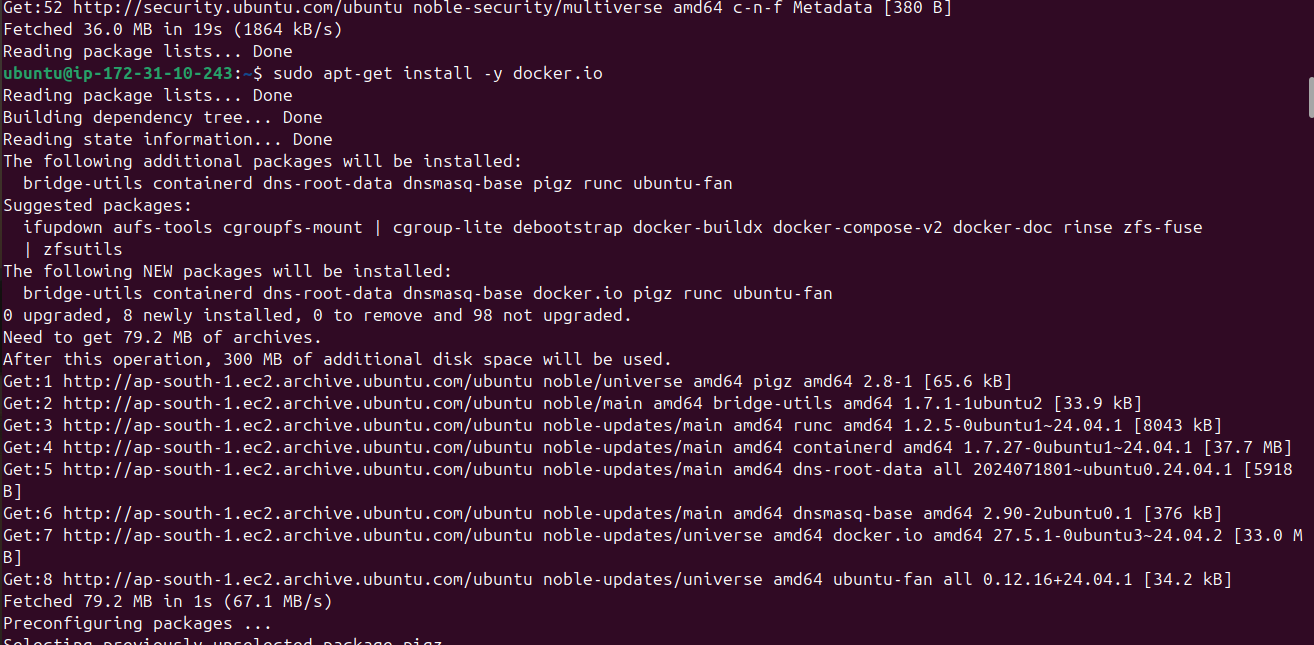 Get:52 http://security.ubuntu.com/ubuntu noble-security/multiverse amd64 c-n-f Metadata [380 B]
Fetched 36.0 MB in 19s (1864 kB/s)
Reading package lists... Done
ubuntu@ip-172-31-10-243:~$ sudo apt-get install -y docker.io
Reading package lists... Done
Building dependency tree... Done
Reading state information... Done
The following additional packages will be installed:
  bridge-utils containerd dns-root-data dnsmasq-base pigz runc ubuntu-fan
Suggested packages:
  ifupdown aufs-tools cgroupfs-mount | cgroup-lite debootstrap docker-buildx docker-compose-v2 docker-doc rinse zfs-fuse
  | zfsutils
The following NEW packages will be installed:
  bridge-utils containerd dns-root-data dnsmasq-base docker.io pigz runc ubuntu-fan
0 upgraded, 8 newly installed, 0 to remove and 98 not upgraded.
Need to get 79.2 MB of archives.
After this operation, 300 MB of additional disk space will be used.
Get:1 http://ap-south-1.ec2.archive.ubuntu.com/ubuntu noble/universe amd64 pigz amd64 2.8-1 [65.6 kB]
Get:2 http://ap-south-1.ec2.archive.ubuntu.com/ubuntu noble/main amd64 bridge-utils amd64 1.7.1-1ubuntu2 [33.9 kB]
Get:3 http://ap-south-1.ec2.archive.ubuntu.com/ubuntu noble-updates/main amd64 runc amd64 1.2.5-0ubuntu1~24.04.1 [8043 kB]
Get:4 http://ap-south-1.ec2.archive.ubuntu.com/ubuntu noble-updates/main amd64 containerd amd64 1.7.27-0ubuntu1~24.04.1 [37.7 MB]
Get:5 http://ap-south-1.ec2.archive.ubuntu.com/ubuntu noble-updates/main amd64 dns-root-data all 2024071801~ubuntu0.24.04.1 [5918
B]
Get:6 http://ap-south-1.ec2.archive.ubuntu.com/ubuntu noble-updates/main amd64 dnsmasq-base amd64 2.90-2ubuntu0.1 [376 kB]
Get:7 http://ap-south-1.ec2.archive.ubuntu.com/ubuntu noble-updates/universe amd64 docker.io amd64 27.5.1-0ubuntu3~24.04.2 [33.0 M
B]
Get:8 http://ap-south-1.ec2.archive.ubuntu.com/ubuntu noble-updates/universe amd64 ubuntu-fan all 0.12.16+24.04.1 [34.2 kB]
Fetched 79.2 MB in 1s (67.1 MB/s)
Preconfiguring packages ...
Selecting previously unselected package pigz